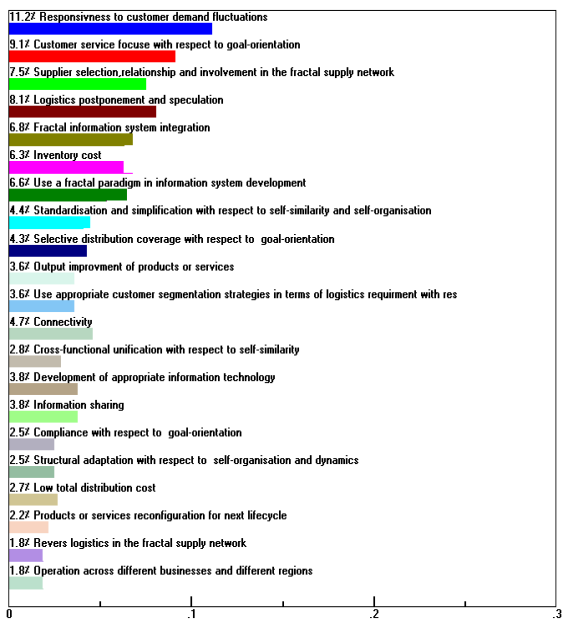 11.2% Responsivness to customer demand fluctuations
9.1% Customer service focuse with respect to goal-orientation
7.5% Supplier selection,relationship and involvement in the fractal supply network
8.1% Logistics postponement and speculation
6.8% Fractal information system integration
6.3% Inventory cost
6.6% Use a fractal paradigm in information system development
4.4% Standardisation and simplification with respect to self-similarity and self-organisation
4.3% Selective distribution coverage with respect to  goal-orientation
3.6% Output improvment of products or services
3.6% Use appropriate customer segmentation strategies in terms of logistics requirment with res
4.7% Connectivity
2.8% Cross-functional unification with respect to self-similarity
3.8% Development of appropriate information technology
3.8% Information sharing
2.5% Compliance with respect to  goal-orientation
2.5% Structural adaptation with respect to  self-organisation and dynamics
2.7% Low total distribution cost
2.2% Products or services reconfiguration for next lifecycle
1.8% Revers logistics in the fractal supply network
1.8% Operation across different businesses and different regions
0 .1 .2 .3